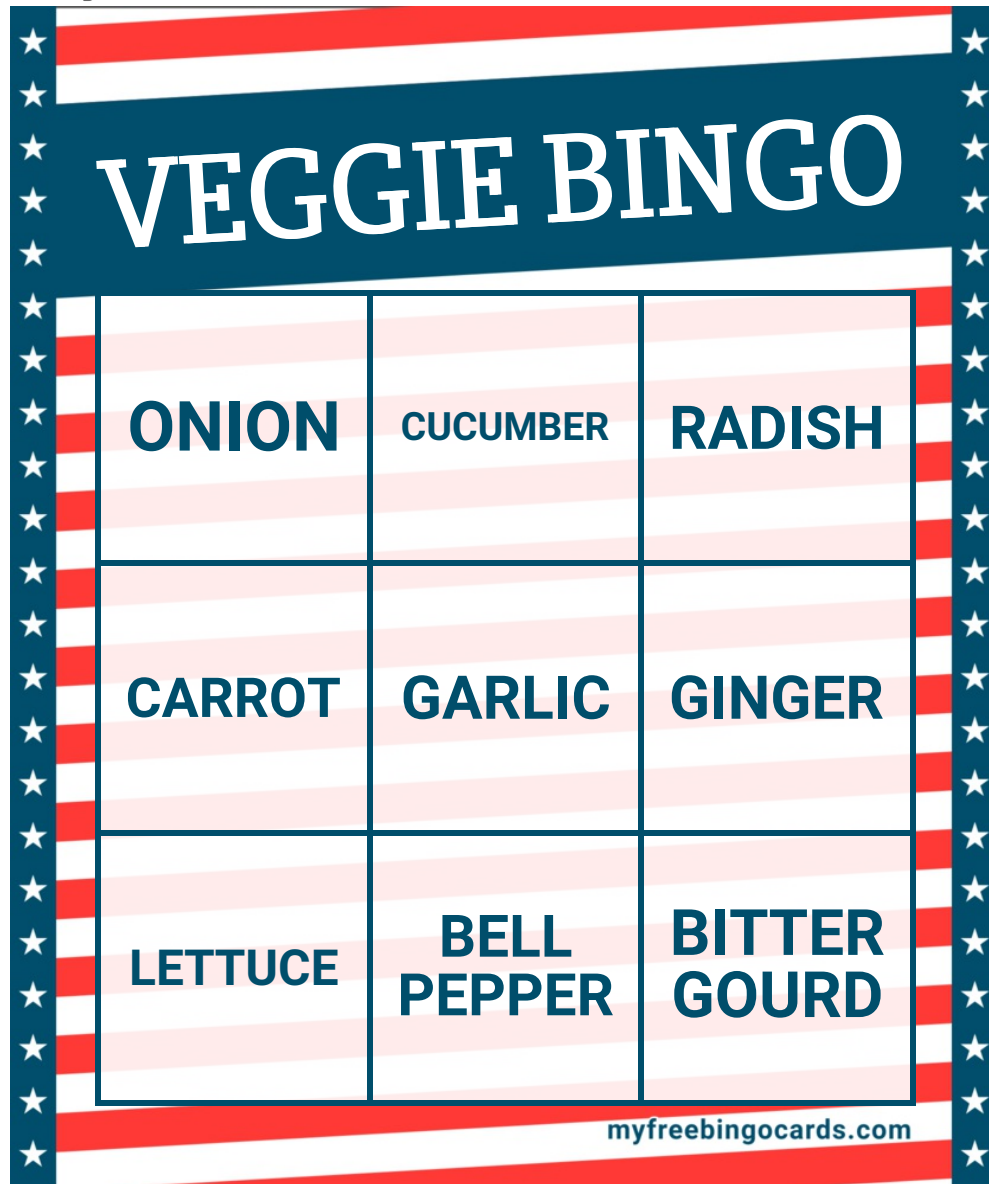 VEGGIE BINGO
ONION
CUCUMBER
RADISH
CARROT
GARLIC
GINGER
LETTUCE
BELL
PEPPER
BITTER
GOURD
myfreebingocards.com